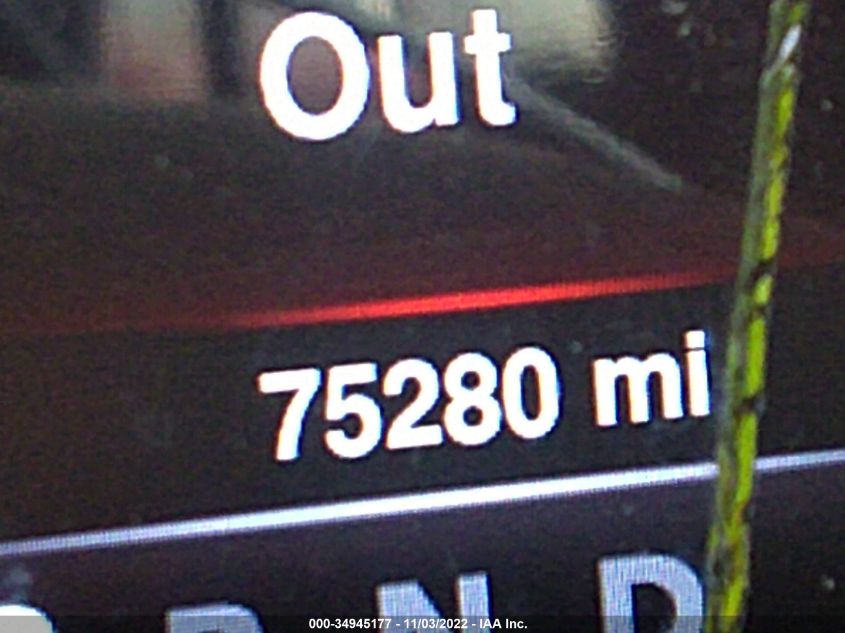 Out
75280 mi
R N D
000-34945177 - 11/03/2022 - IAA Inc.